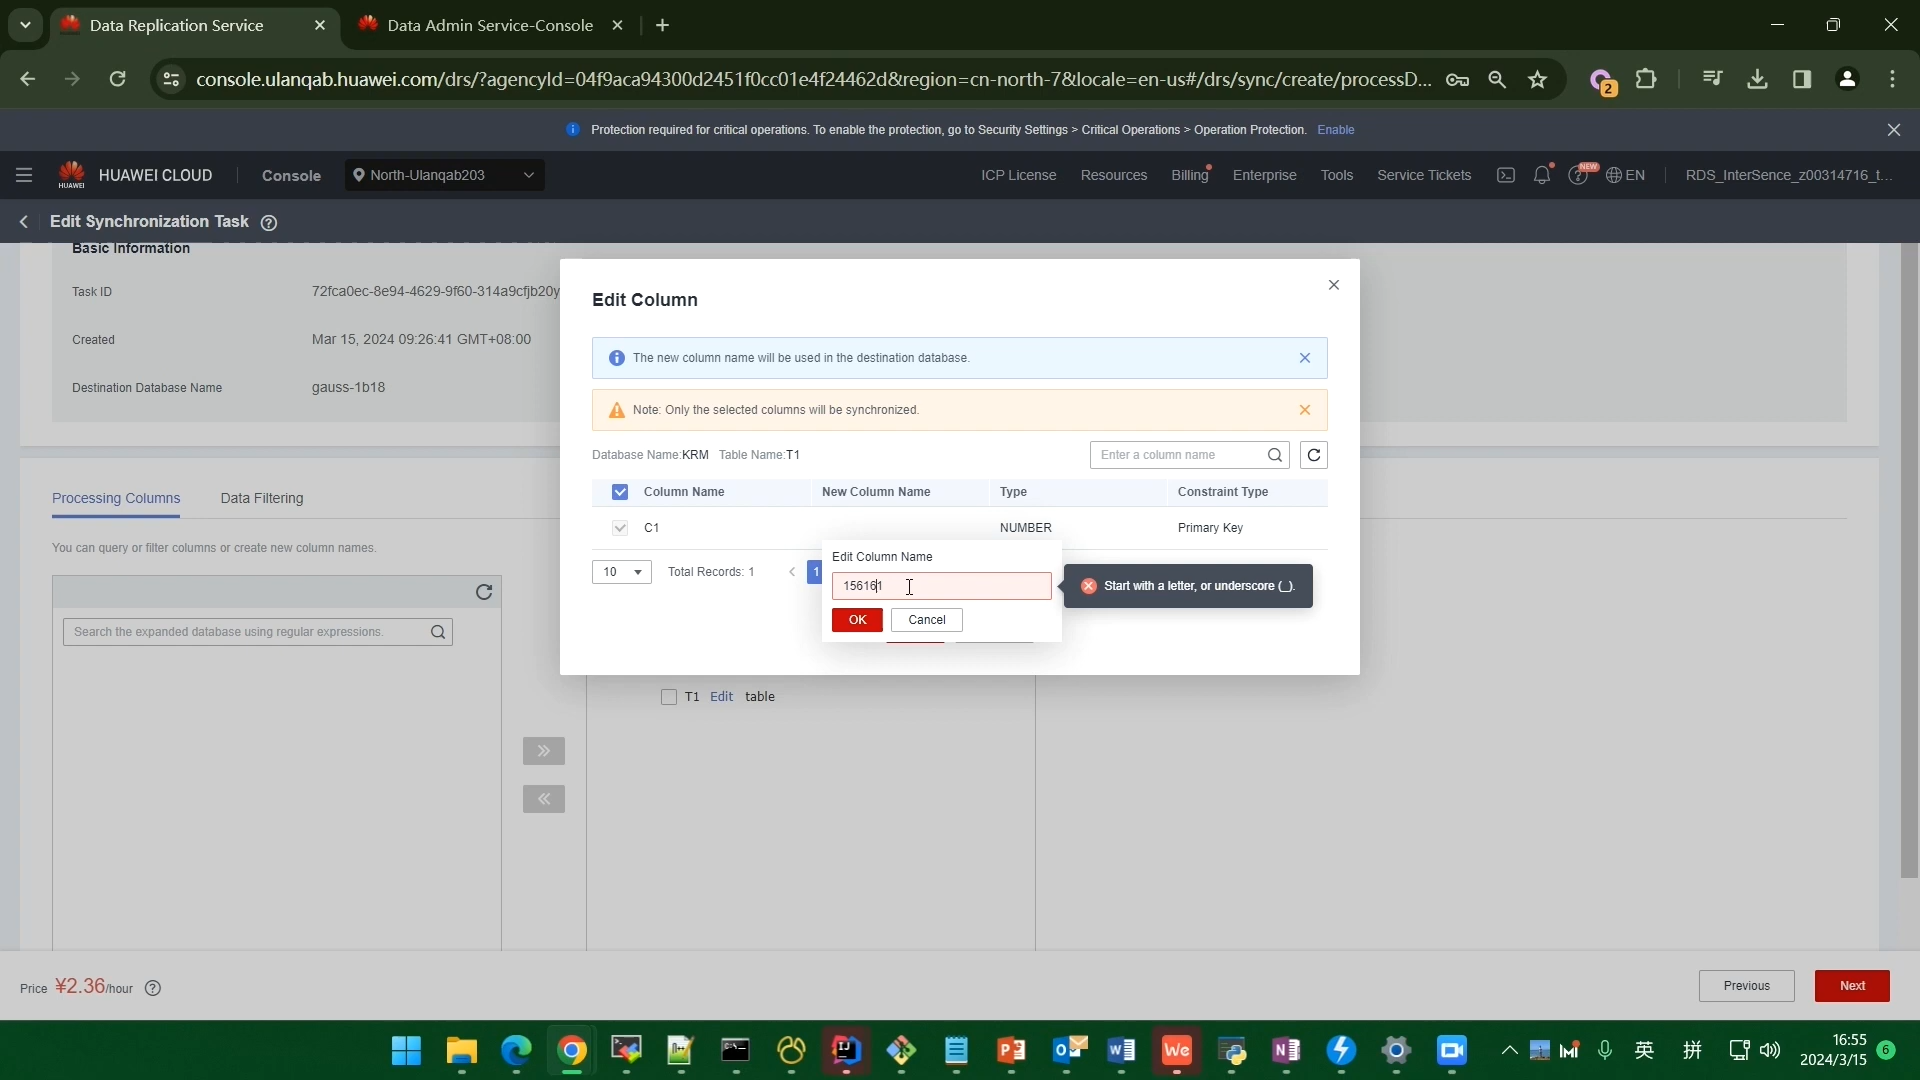 Data Replication Service
Data Admin Service-Console
console.ulanqab.huawei.com/drs/?agencyId=04f9aca94300d2451f0cc01e4f24462d&region=cn-north-7&locale=en-us#/drs/sync/create/processD...
2
Protection required for critical operations. To enable the protection, go to Security Settings > Critical Operations > Operation Protection. Enable
HUAWEI
HUAWEI CLOUD
Console
North-Ulanqab203
ICP License
Resources
Billing
Enterprise
Tools
Service Tickets
NEW
EN
RDS_InterSence_z00314716_t...
Edit Synchronization Task
Basic Information
Task ID
72fca0ec-8e94-4629-9f60-314a9cfjb20y
Created
Mar 15, 2024 09:26:41 GMT+08:00
Destination Database Name
gauss-1b18
Processing Columns
Data Filtering
You can query or filter columns or create new column names.
Search the expanded database using regular expressions.
Edit Column
The new column name will be used in the destination database.
Note: Only the selected columns will be synchronized.
Database Name:KRM Table Name:T1
Enter a column name
Column Name
New Column Name
Type
Constraint Type
C1
NUMBER
Primary Key
10
Total Records: 1
1
Edit Column Name
156161
Start with a letter, or underscore (_).
OK
Cancel
T1 Edit table
Price ¥2.36/hour
Previous
Next
We
英
拼
16:55
2024/3/15
6